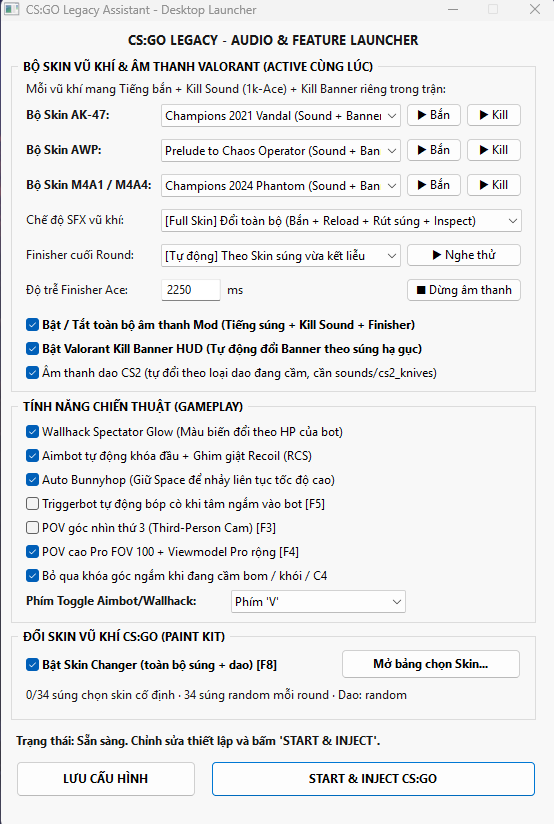 CS:GO Legacy Assistant - Desktop Launcher
CS:GO LEGACY - AUDIO & FEATURE LAUNCHER
BỘ SKIN VŨ KHÍ & ÂM THANH VALORANT (ACTIVE CÙNG LÚC)
Mỗi vũ khí mang Tiếng bắn + Kill Sound (1k-Ace) + Kill Banner riêng trong trận:
Bộ Skin AK-47: Champions 2021 Vandal (Sound + Banner ▶ Bắn ▶ Kill
Bộ Skin AWP: Prelude to Chaos Operator (Sound + Ban ▶ Bắn ▶ Kill
Bộ Skin M4A1 / M4A4: Champions 2024 Phantom (Sound + Ban ▶ Bắn ▶ Kill
Chế độ SFX vũ khí: [Full Skin] Đổi toàn bộ (Bắn + Reload + Rút súng + Inspect)
Finisher cuối Round: [Tự động] Theo Skin súng vừa kết liễu ▶ Nghe thử
Độ trễ Finisher Ace: 2250 ms ■ Dừng âm thanh
Bật / Tắt toàn bộ âm thanh Mod (Tiếng súng + Kill Sound + Finisher)
Bật Valorant Kill Banner HUD (Tự động đổi Banner theo súng hạ gục)
Âm thanh dao CS2 (tự đổi theo loại dao đang cầm, cần sounds/cs2_knives)
TÍNH NĂNG CHIẾN THUẬT (GAMEPLAY)
Wallhack Spectator Glow (Màu biến đổi theo HP của bot)
Aimbot tự động khóa đầu + Ghim giật Recoil (RCS)
Auto Bunnyhop (Giữ Space để nhảy liên tục tốc độ cao)
Triggerbot tự động bóp cò khi tâm ngắm vào bot [F5]
POV góc nhìn thứ 3 (Third-Person Cam) [F3]
POV cao Pro FOV 100 + Viewmodel Pro rộng [F4]
Bỏ qua khóa góc ngắm khi đang cầm bom / khói / C4
Phím Toggle Aimbot/Wallhack: Phím 'V'
ĐỔI SKIN VŨ KHÍ CS:GO (PAINT KIT)
Bật Skin Changer (toàn bộ súng + dao) [F8] Mở bảng chọn Skin...
0/34 súng chọn skin cố định · 34 súng random mỗi round · Dao: random
Trạng thái: Sẵn sàng. Chỉnh sửa thiết lập và bấm 'START & INJECT'.
LƯU CẤU HÌNH START & INJECT CS:GO